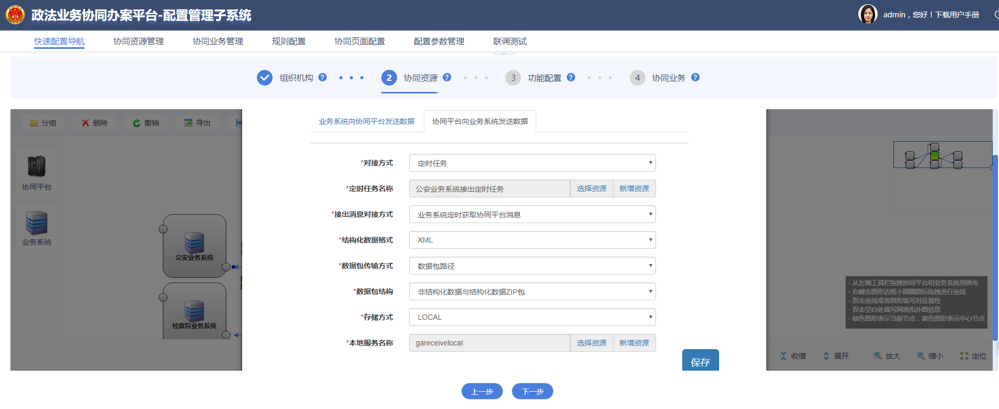 政法业务协同办案平台-配置管理子系统
admin，您好！下载用户手册
快速配置导航 协同资源管理 协同业务管理 规则配置 协同页面配置 配置参数管理 联调测试
组织机构 ? 2 协同资源 ? 3 功能配置 ? 4 协同业务 ?
分组 删除 撤销 导出
业务系统向协同平台发送数据 协同平台向业务系统发送数据
*对接方式 定时任务
*定时任务名称 公安业务系统接出定时任务 选择资源 新增资源
*接出消息对接方式 业务系统定时获取协同平台消息
*结构化数据格式 XML
*数据包传输方式 数据包路径
*数据包结构 非结构化数据与结构化数据ZIP包
*存储方式 LOCAL
*本地服务名称 gareceivelocal 选择资源 新增资源
保存
协同平台
业务系统
公安业务系统
检察院业务系统
- 从左侧工具栏拖拽协同平台和业务系统到画布
- 右键击图形边框小圆圈图标拖拽进行连线
- 双击连线或者图形填写对应属性
- 双击空白处填写网络拓扑图信息
- 绿色图形表示当前节点，黄色图形表示中心节点
收缩 展开 放大 缩小 定位
上一步 下一步